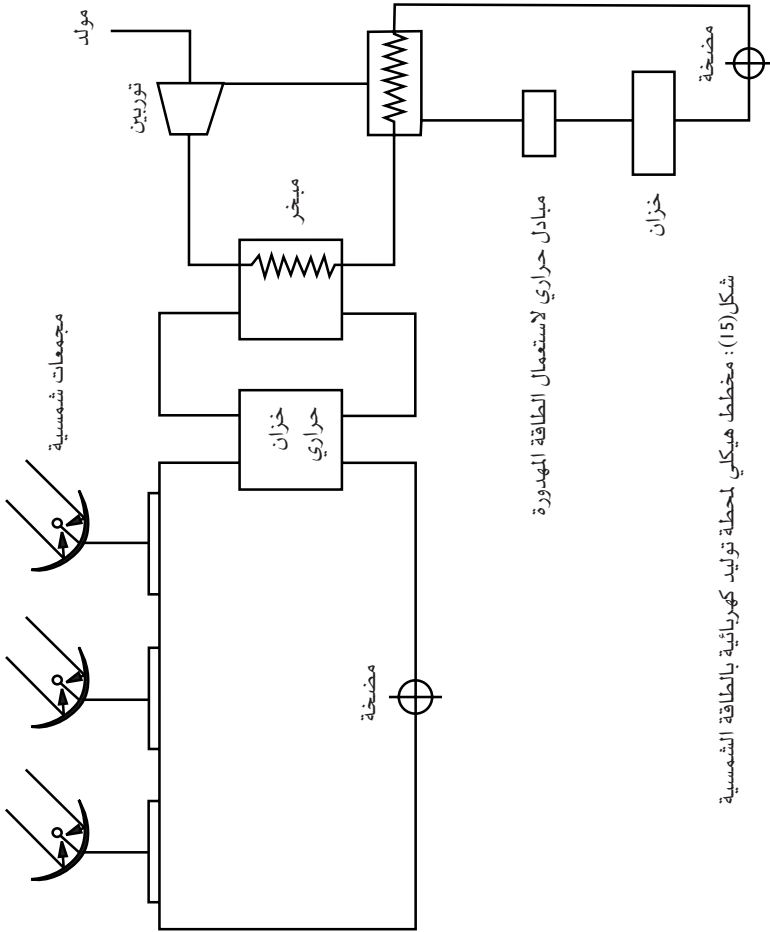 مولد
توربين
مبخر
مضخة
خزان
مبادل حراري لاستعمال الطاقة المهدورة
مجمعات شمسية
خزان
حراري
مضخة
شكل(15): مخطط هيكلي لمحطة توليد كهربائية بالطاقة الشمسية